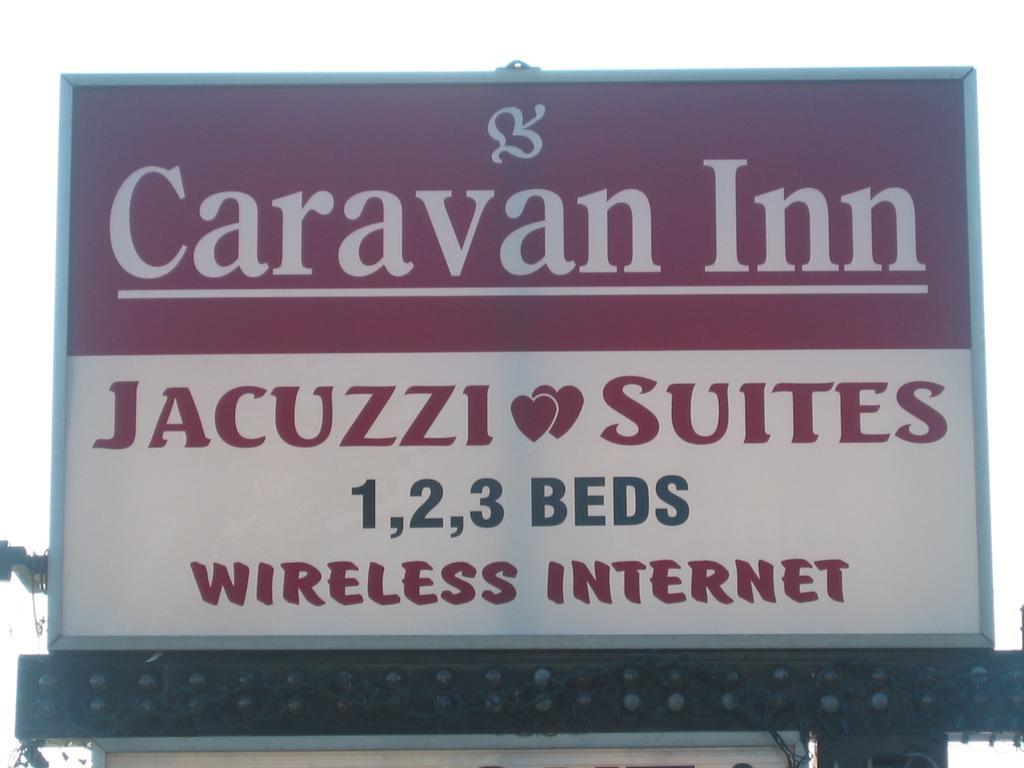 Caravan Inn
JACUZZI SUITES
1,2,3 BEDS
WIRELESS INTERNET